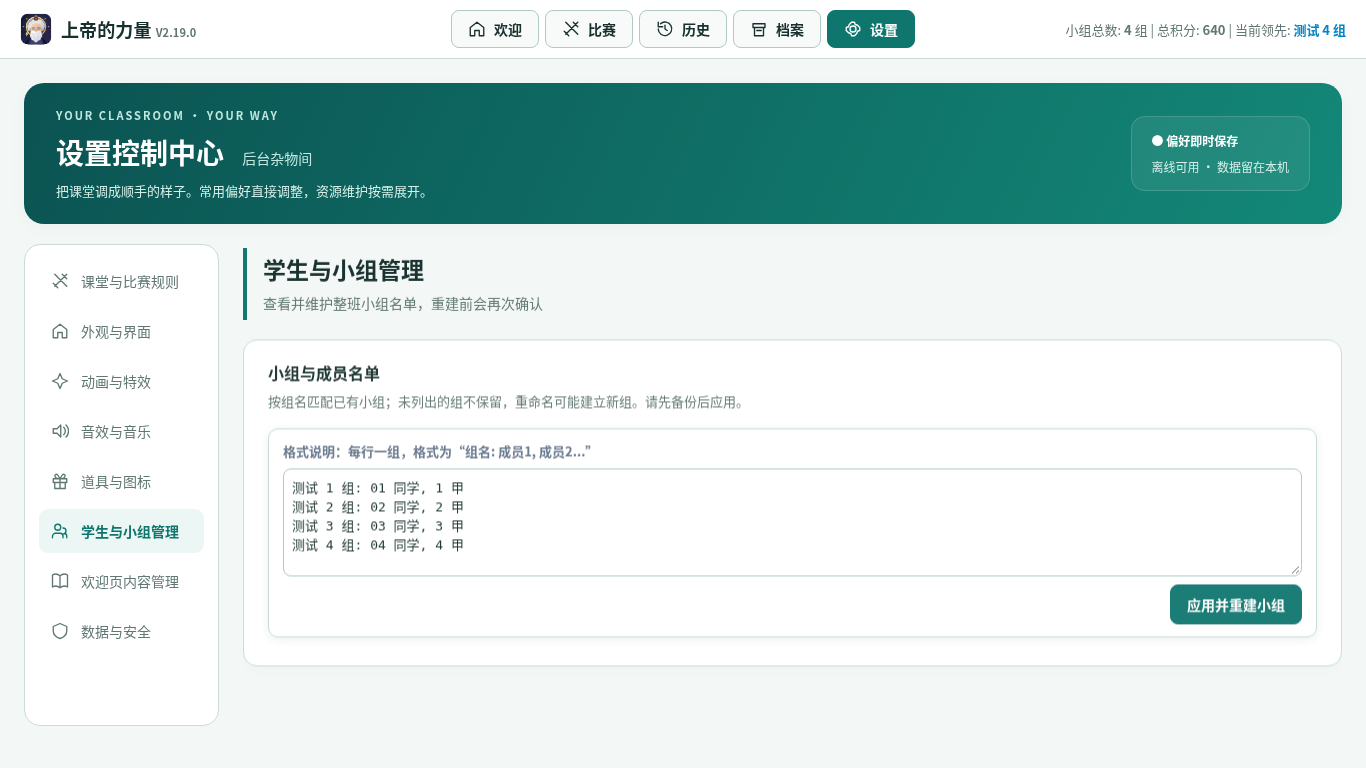 上帝的力量 V2.19.0
欢迎
比赛
历史
档案
设置
小组总数: 4 组 | 总积分: 640 | 当前领先: 测试 4 组
YOUR CLASSROOM • YOUR WAY
设置控制中心 后台杂物间
把课堂调成顺手的样子。常用偏好直接调整，资源维护按需展开。
偏好即时保存
离线可用 • 数据留在本机
课堂与比赛规则
外观与界面
动画与特效
音效与音乐
道具与图标
学生与小组管理
欢迎页内容管理
数据与安全
学生与小组管理
查看并维护整班小组名单，重建前会再次确认
小组与成员名单
按组名匹配已有小组；未列出的组不保留，重命名可能建立新组。请先备份后应用。
格式说明：每行一组，格式为“组名: 成员1, 成员2...”
测试 1 组: 01 同学, 1 甲
测试 2 组: 02 同学, 2 甲
测试 3 组: 03 同学, 3 甲
测试 4 组: 04 同学, 4 甲
应用并重建小组